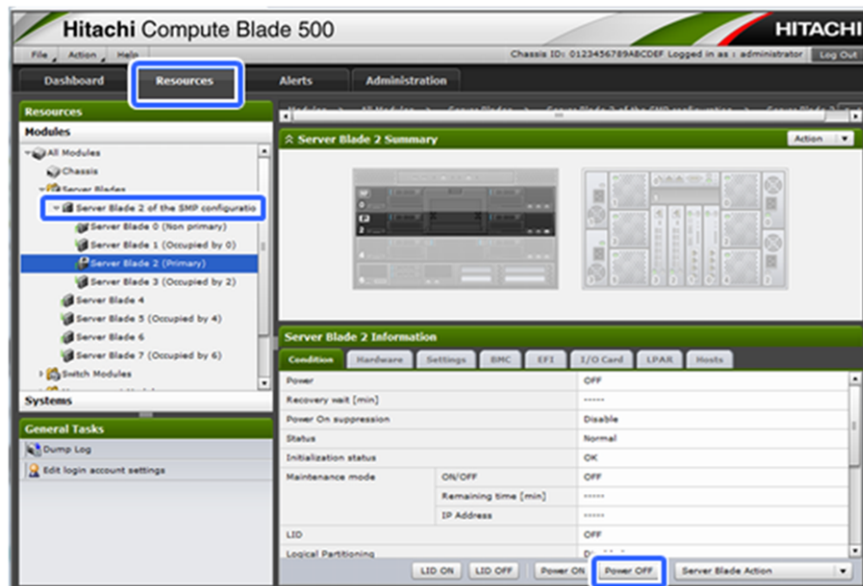 Hitachi Compute Blade 500
HITACHI
File Action Help
Chassis ID: 0123456789ABCDEF Logged in as : administrator Log Out
Dashboard Resources Alerts Administration
Resources
Modules
All Modules
Chassis
Server Blades
Server Blade 2 of the SMP configuratio
Server Blade 0 (Non primary)
Server Blade 1 (Occupied by 0)
Server Blade 2 (Primary)
Server Blade 3 (Occupied by 2)
Server Blade 4
Server Blade 5 (Occupied by 4)
Server Blade 6
Server Blade 7 (Occupied by 6)
Switch Modules
Systems
General Tasks
Dump Log
Edit login account settings
Server Blade 2 Summary
Action
Server Blade 2 Information
Condition Hardware Settings BMC EFI I/O Card LPAR Hosts
Power OFF
Recovery wait [min] -----
Power On suppression Disable
Status Normal
Initialization status OK
Maintenance mode ON/OFF OFF
Remaining time [min] -----
IP Address -----
LID OFF
Logical Partitioning
LID ON LID OFF Power ON Power OFF Server Blade Action